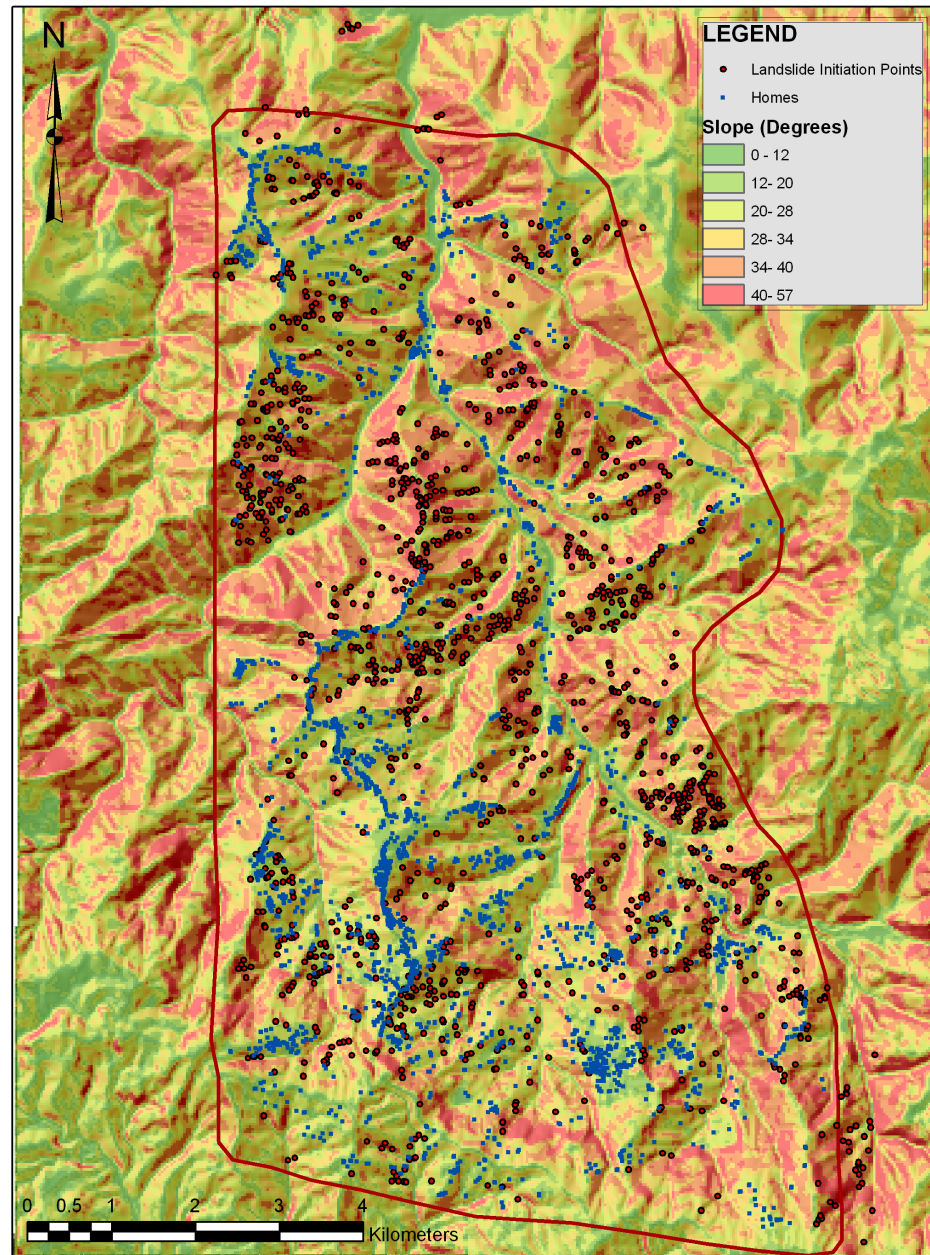 N
LEGEND
Landslide Initiation Points
Homes
Slope (Degrees)
0 - 12
12- 20
20- 28
28- 34
34- 40
40- 57
0 0.5 1 2 3 4
Kilometers